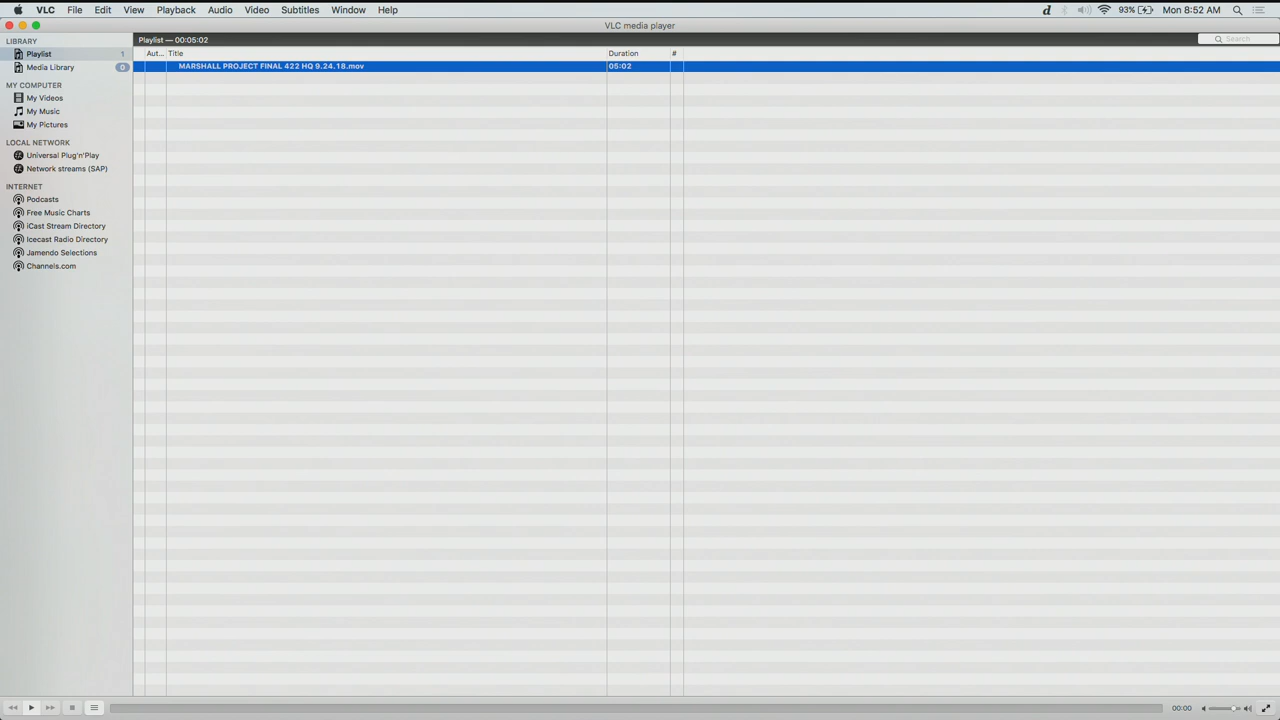 VLC File Edit View Playback Audio Video Subtitles Window Help
d 93% Mon 8:52 AM
VLC media player
LIBRARY
Playlist 1
Media Library 0
MY COMPUTER
My Videos
My Music
My Pictures
LOCAL NETWORK
Universal Plug'n'Play
Network streams (SAP)
INTERNET
Podcasts
Free Music Charts
iCast Stream Directory
Icecast Radio Directory
Jamendo Selections
Channels.com
Playlist — 00:05:02
Search
Aut... Title Duration #
MARSHALL PROJECT FINAL 422 HQ 9.24.18.mov 05:02
00:00